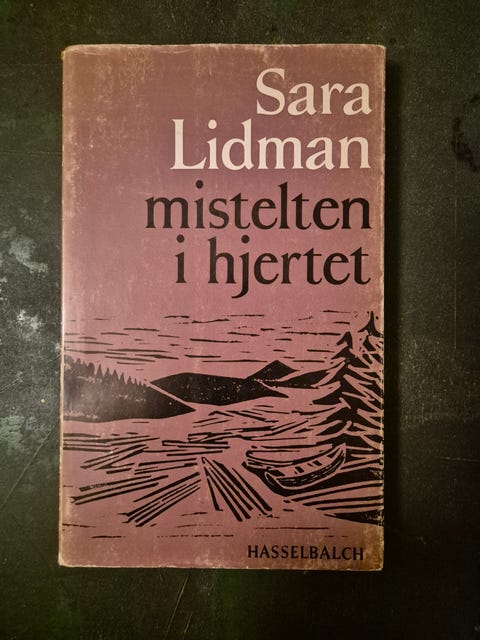 Sara
Lidman
mistelten
i hjertet
HASSELBALCH